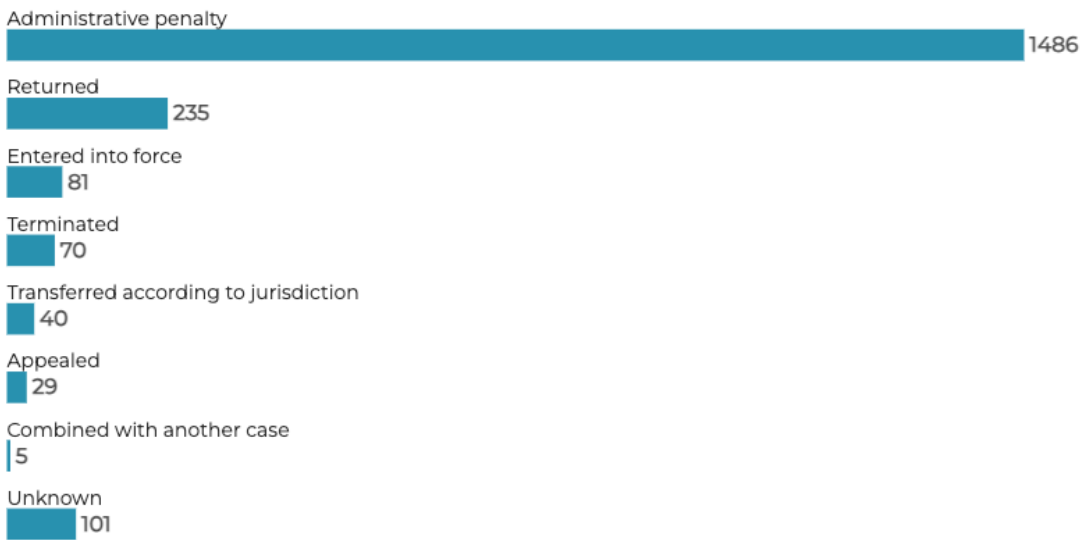 Administrative penalty
1486
Returned
235
Entered into force
81
Terminated
70
Transferred according to jurisdiction
40
Appealed
29
Combined with another case
5
Unknown
101